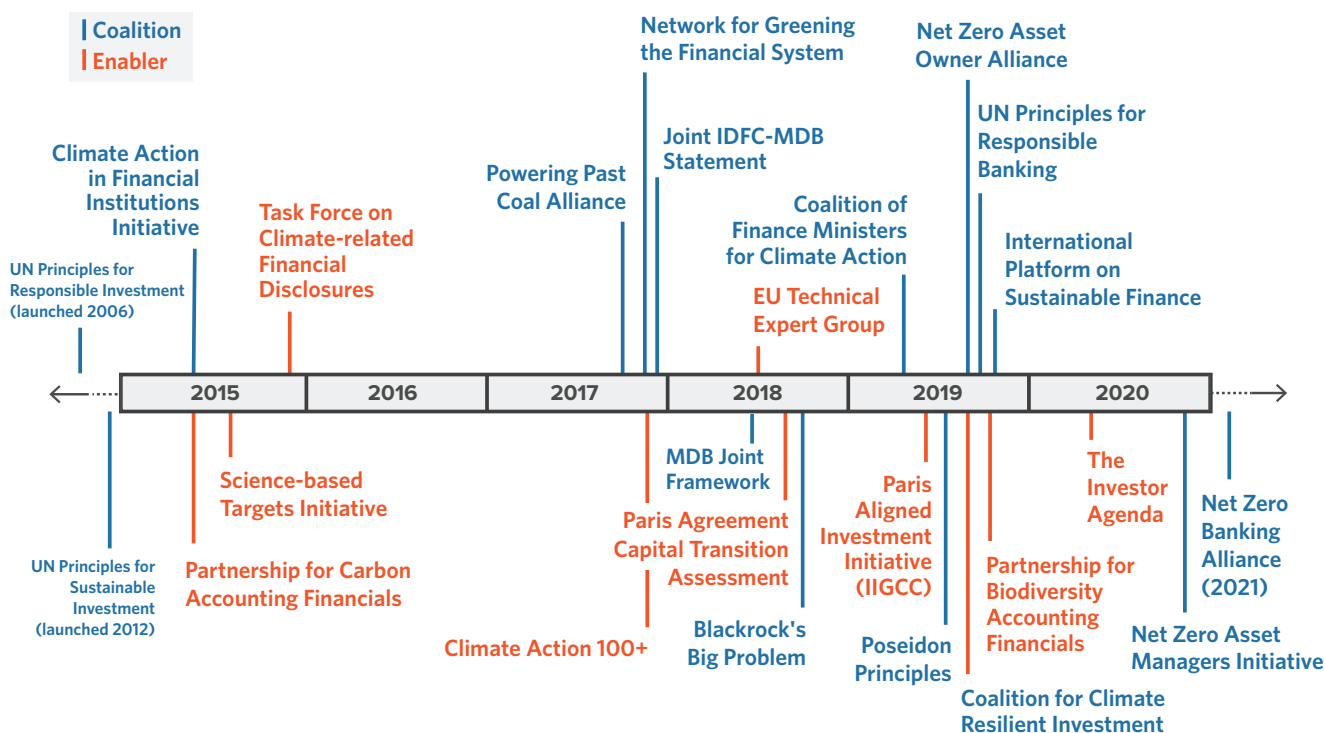 Coalition
Enabler
Climate Action
in Financial
Institutions
Initiative
UN Principles for
Responsible Investment
(launched 2006)
Task Force on
Climate-related
Financial
Disclosures
Powering Past
Coal Alliance
Network for Greening
the Financial System
Joint IDFC-MDB
Statement
EU Technical
Expert Group
Coalition of
Finance Ministers
for Climate Action
Net Zero Asset
Owner Alliance
UN Principles for
Responsible
Banking
International
Platform on
Sustainable Finance
2015
2016
2017
2018
2019
2020
UN Principles for
Sustainable
Investment
(launched 2012)
Partnership for Carbon
Accounting Financials
Science-based
Targets Initiative
Climate Action 100+
MDB Joint
Framework
Paris Agreement
Capital Transition
Assessment
Blackrock's
Big Problem
Paris
Aligned
Investment
Initiative
(IIGCC)
Poseidon
Principles
Coalition for Climate
Resilient Investment
Partnership for
Biodiversity
Accounting
Financials
The
Investor
Agenda
Net Zero Asset
Managers Initiative
Net Zero
Banking
Alliance
(2021)